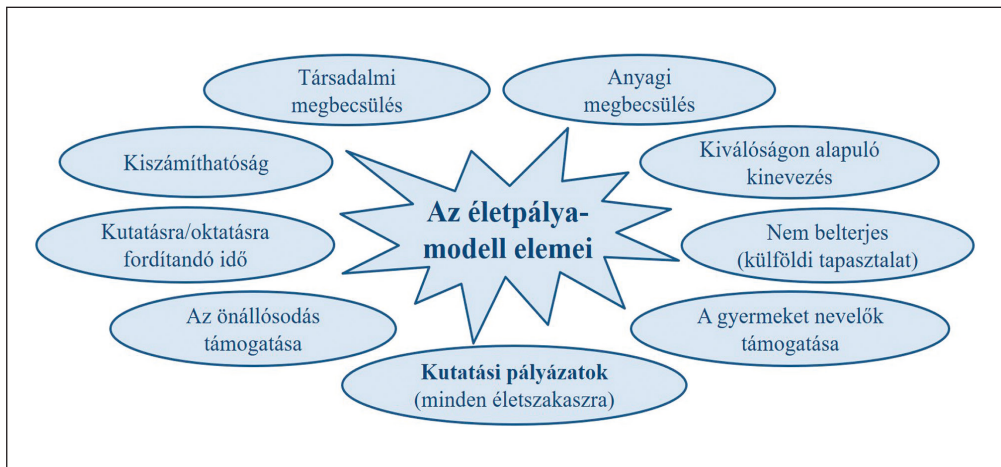 Társadalmi
megbecsülés
Anyagi
megbecsülés
Kiszámíthatóság
Kiválóságon alapuló
kinevezés
Az életpálya-
modell elemei
Kutatásra/oktatásra
fordítandó idő
Nem belterjes
(külföldi tapasztalat)
Az önállósodás
támogatása
A gyermeket nevelők
támogatása
Kutatási pályázatok
(minden életszakaszra)